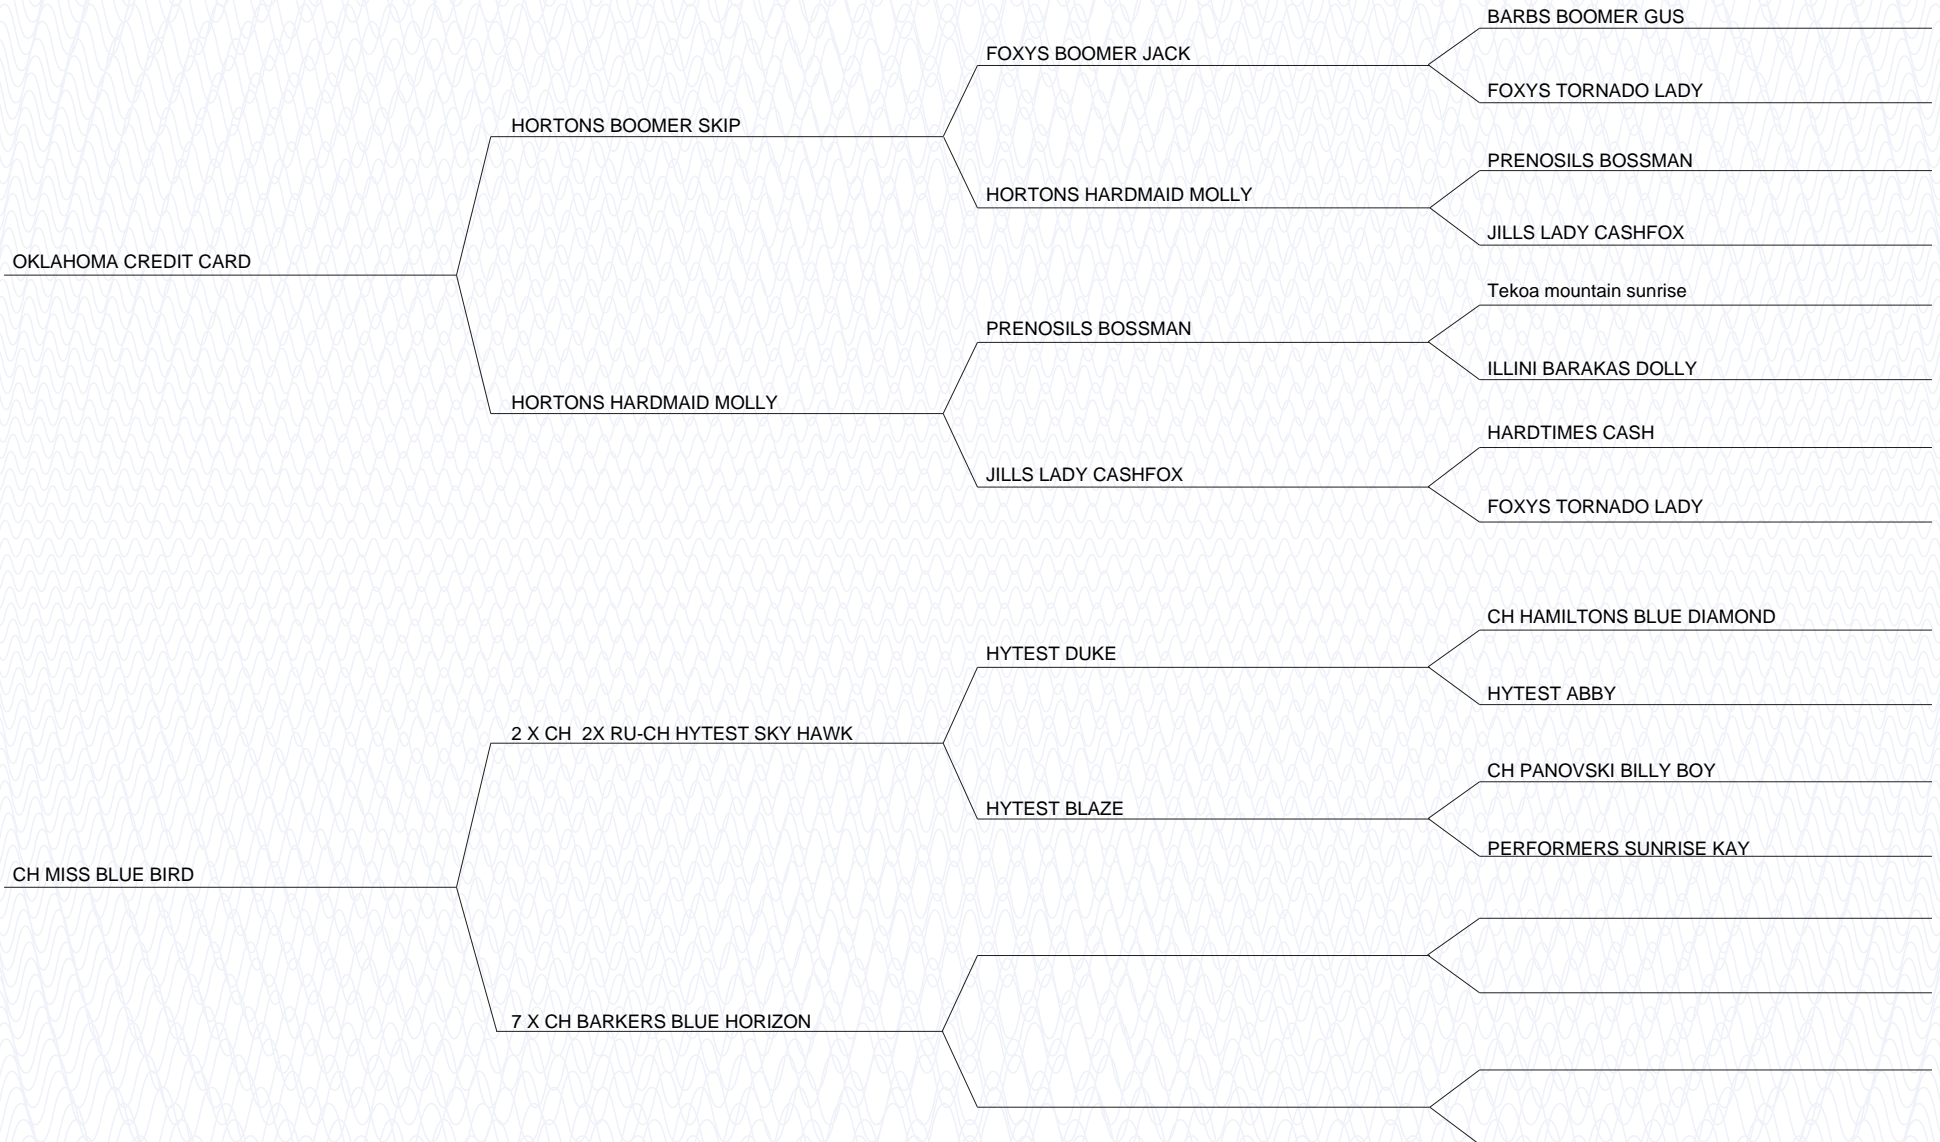 BARBS BOOMER GUS
FOXYS BOOMER JACK
FOXYS TORNADO LADY
HORTONS BOOMER SKIP
PRENOSILS BOSSMAN
HORTONS HARDMAID MOLLY
JILLS LADY CASHFOX
OKLAHOMA CREDIT CARD
Tekoa mountain sunrise
PRENOSILS BOSSMAN
ILLINI BARAKAS DOLLY
HORTONS HARDMAID MOLLY
HARDTIMES CASH
JILLS LADY CASHFOX
FOXYS TORNADO LADY
CH HAMILTONS BLUE DIAMOND
HYTEST DUKE
HYTEST ABBY
2 X CH  2X RU-CH HYTEST SKY HAWK
CH PANOVSKI BILLY BOY
HYTEST BLAZE
PERFORMERS SUNRISE KAY
CH MISS BLUE BIRD
7 X CH BARKERS BLUE HORIZON